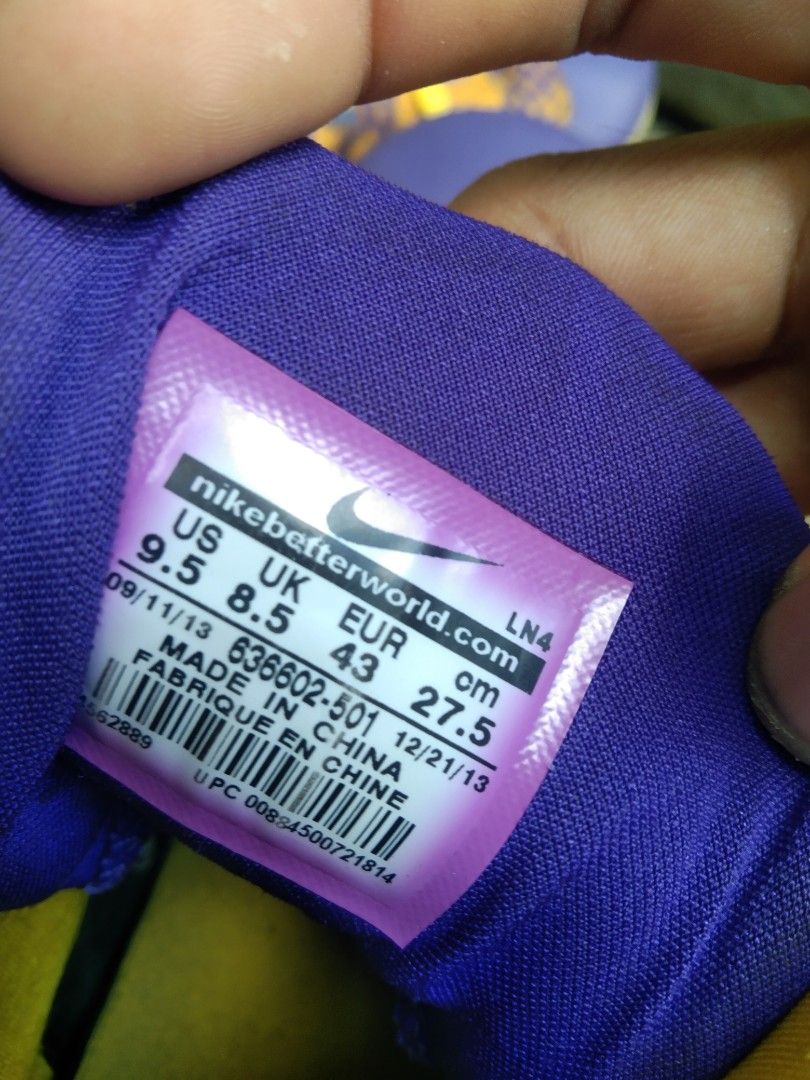 nikebetterworld.com
LN4
US UK EUR cm
9.5 8.5 43 27.5
09/11/13 636602-501 12/21/13
MADE IN CHINA
FABRIQUE EN CHINE
UPC 00884500721814